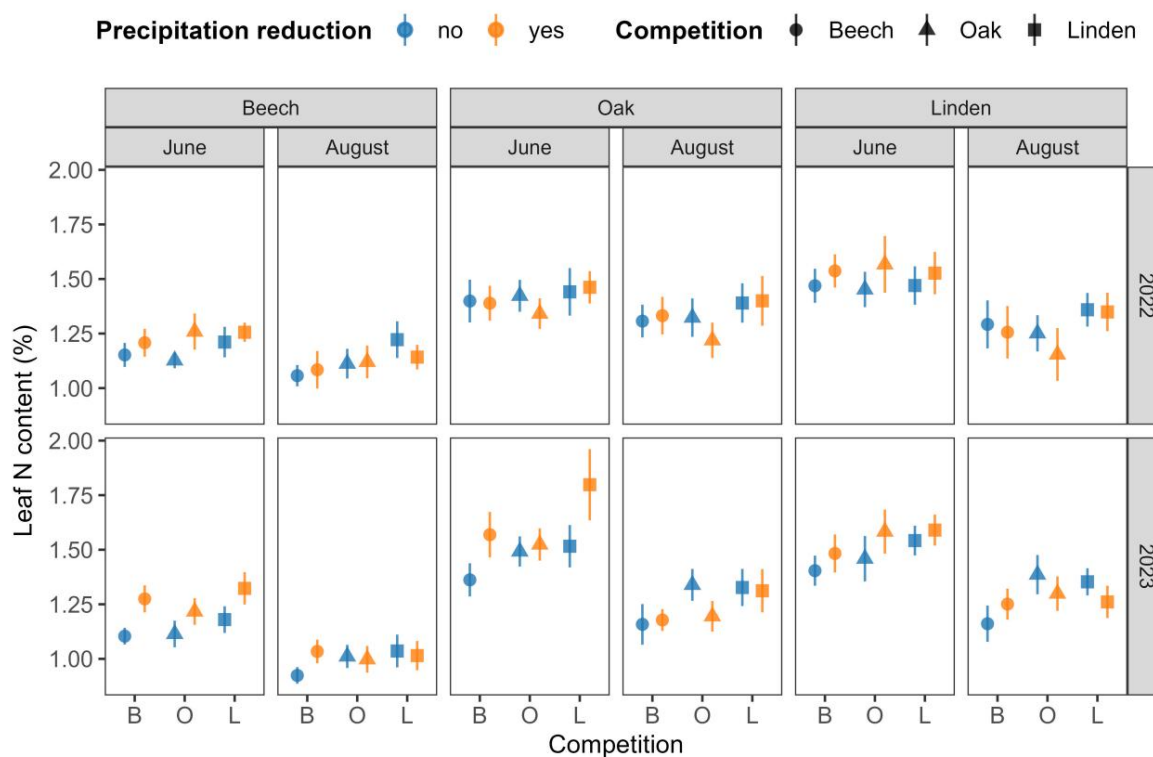 Precipitation reduction no yes Competition Beech Oak Linden
Beech Oak Linden
June August June August June August
2.00
1.75
1.50
1.25
1.00
2022
2.00
1.75
1.50
1.25
1.00
2023
Leaf N content (%)
B O L B O L B O L B O L B O L B O L
Competition